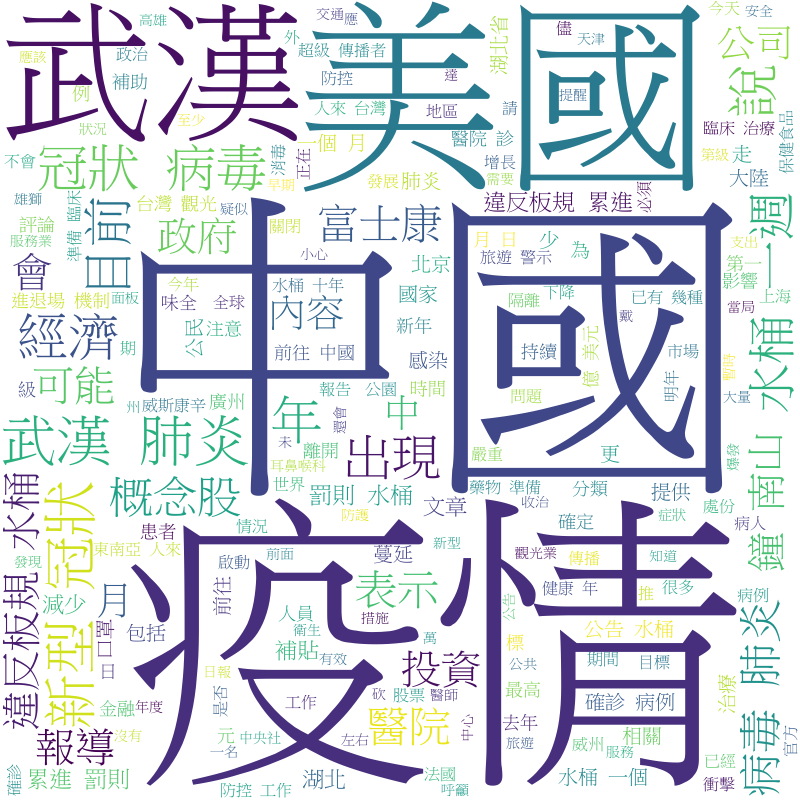 武漢
美國
高雄
交通 應
今天 安全
儘
天津
外
湖北省
公司
應該 政治
超級 傳播者
說
例 補助
防控 達
提醒
狀況 至少
人來 台灣 地區
請
一個 月
醫院 診
臨床 治療
保健食品
冠狀 病毒
消毒 正在
增長
第級 走
不會
早期
發展 肺炎
需要
大陸
雄獅
台灣 觀光
疑似
違反板規 累進
必須
一週
評論
準備 臨床
目前
政府
關閉
富士康
月 日 少 為
支出
服務業
小心
旅遊 警示
第一
影響
會
中國
北京
隔離 下降
已有 幾種
當局 上海
進退場 機制 面板
今年
水桶 十年
味全 全球
國家
內容
經濟
公民 注意
新年
億 美元
持續
市場
戴
期
前往 中國
感染
明年
暫時
水桶
可能
級
州 威斯康辛
廣州
還會
報告 公園
時間
問題
大量
年
中
武漢 肺炎
未
離開
出現
嚴重
更
爆發
耳鼻喉科
世界
鐘 南山
概念股
罰則 水桶
文章
藥物 準備
收治
分類
提供
處份
違反板規 水桶
新型 冠狀
患者
情況
防護
疫情
確定
症狀
病人
東南亞 人來
啟動
前面
蔓延
新型
觀光業
傳播
知道
發現
減少
月
前往
表示
健康 年
推
很多
病例
措施
公告
日 口罩
包括
人員
衛生
萬
補貼
有效
標
公告 水桶
病毒 肺炎
公共
期間
目標
報導
日報
投資
金融 年度
是否
工作
砍
股票 醫師
最高
確診 病例
治療
醫院
沒有
元 中央社
一名
左右
中心
去年
旅遊
威州
服務
相關
已經
官方
確診
累進 罰則
湖北
法國
衝擊
防控 工作
呼籲
水桶 一個